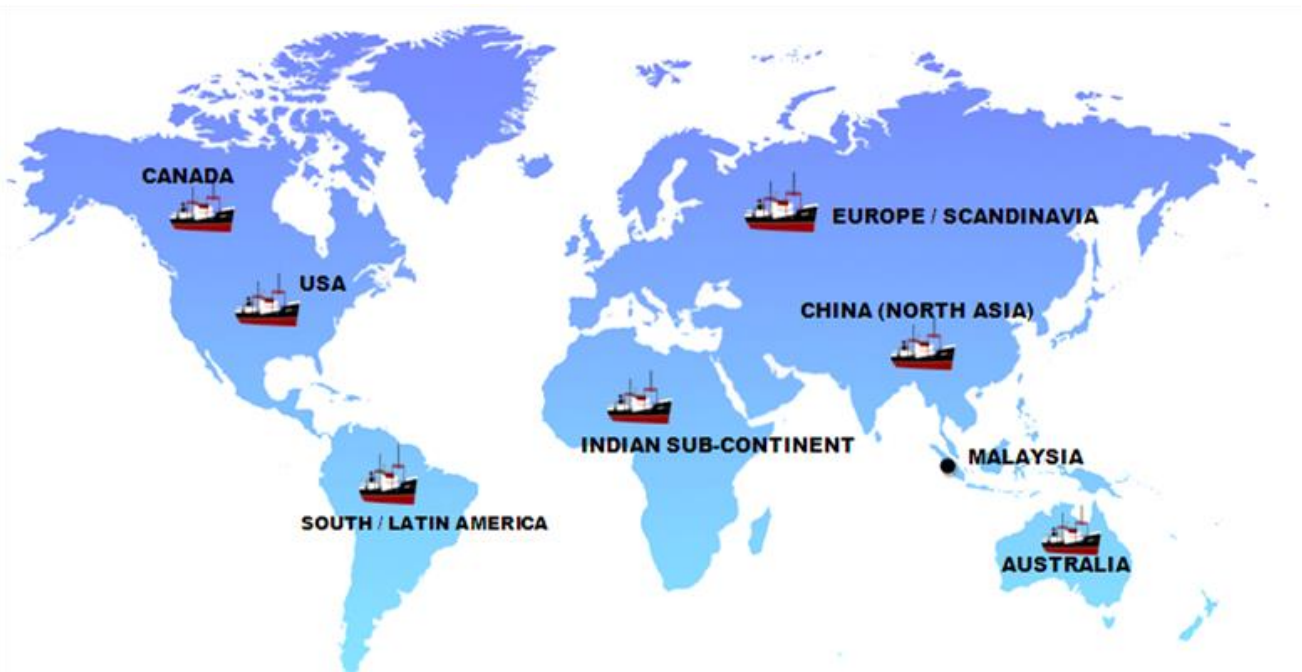 CANADA
EUROPE / SCANDINAVIA
USA
CHINA (NORTH ASIA)
INDIAN SUB-CONTINENT
MALAYSIA
SOUTH / LATIN AMERICA
AUSTRALIA